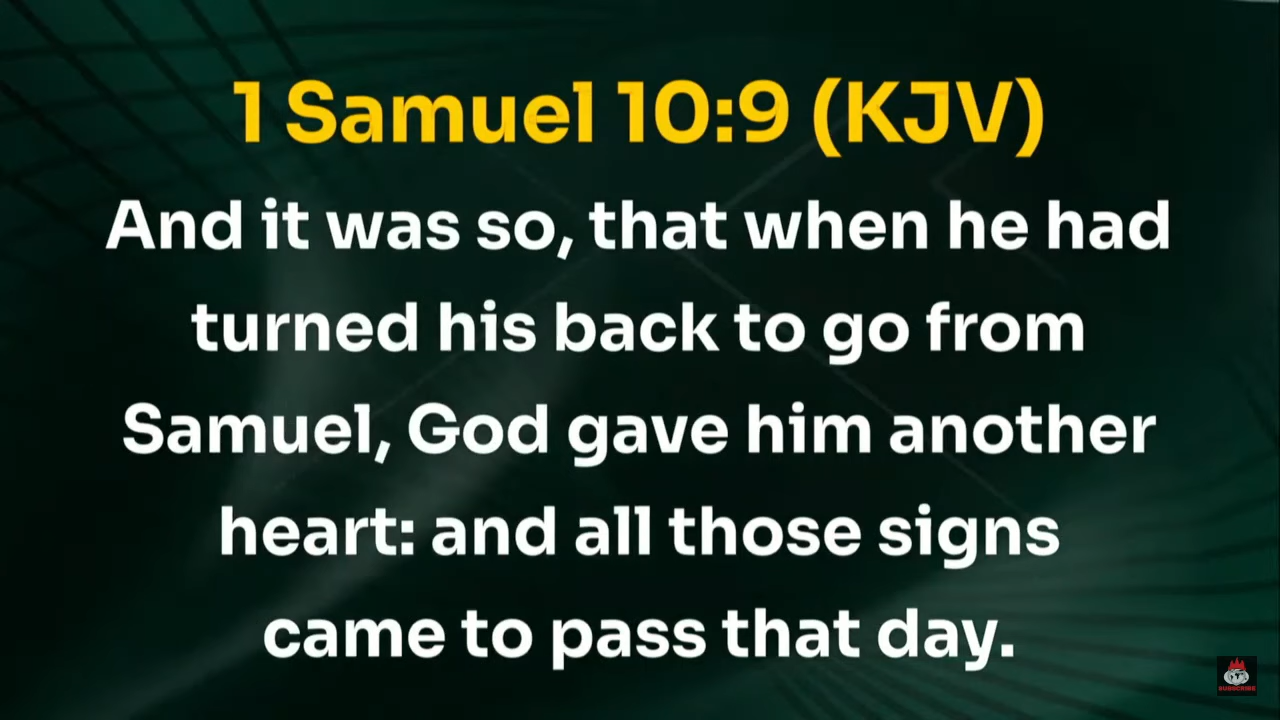 1 Samuel 10:9 (KJV)
And it was so, that when he had
turned his back to go from
Samuel, God gave him another
heart: and all those signs
came to pass that day.
SUBSCRIBE